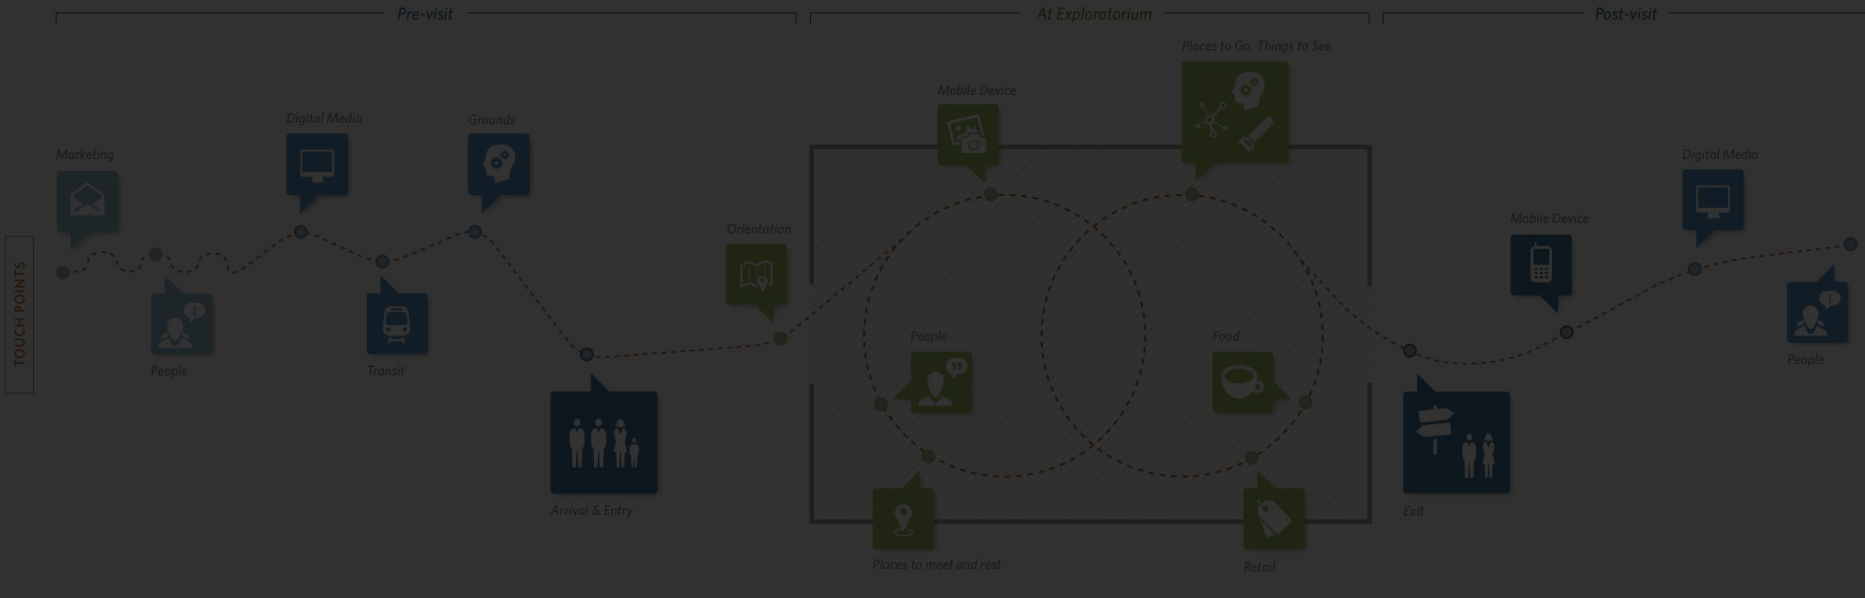 Pre-visit
At Exploratorium
Post-visit
Places to Go, Things to See
Mobile Device
Digital Media
Grounds
Marketing
Digital Media
Mobile Device
Orientation
TOUCH POINTS
People
Food
People
Transit
People
Arrival & Entry
Exit
Places to meet and rest
Retail